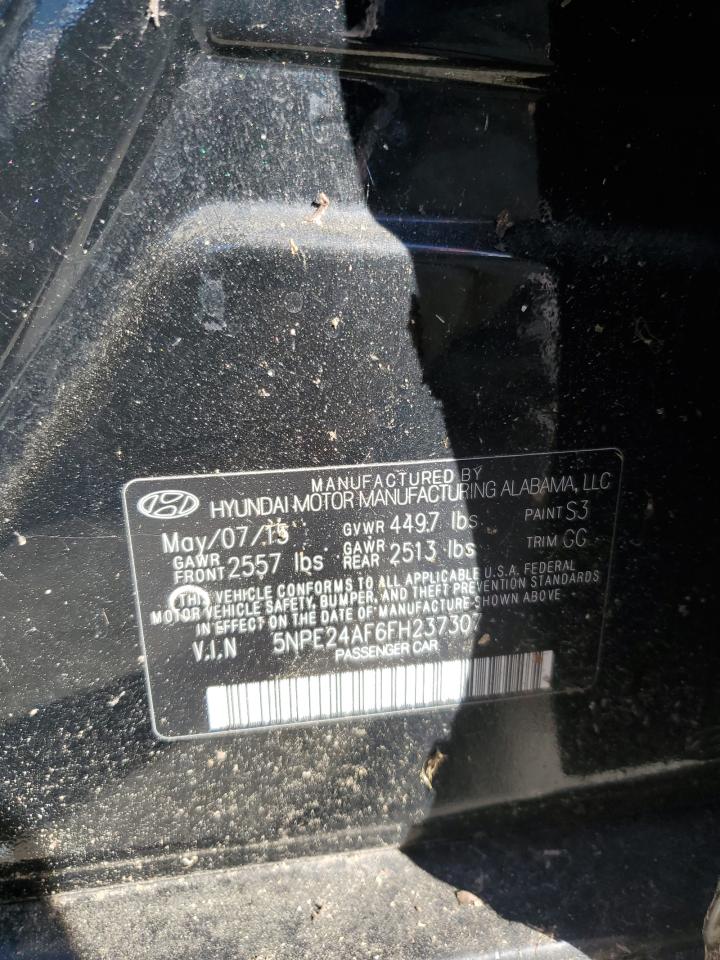 MANUFACTURED BY
HYUNDAI MOTOR MANUFACTURING ALABAMA, LLC
May/07/15 GVWR 4497 lbs PAINT S3
GAWR FRONT 2557 lbs GAWR REAR 2513 lbs TRIM GG
THIS VEHICLE CONFORMS TO ALL APPLICABLE U.S.A. FEDERAL
MOTOR VEHICLE SAFETY, BUMPER, AND THEFT PREVENTION STANDARDS
IN EFFECT ON THE DATE OF MANUFACTURE SHOWN ABOVE
V.I.N 5NPE24AF6FH237307
PASSENGER CAR